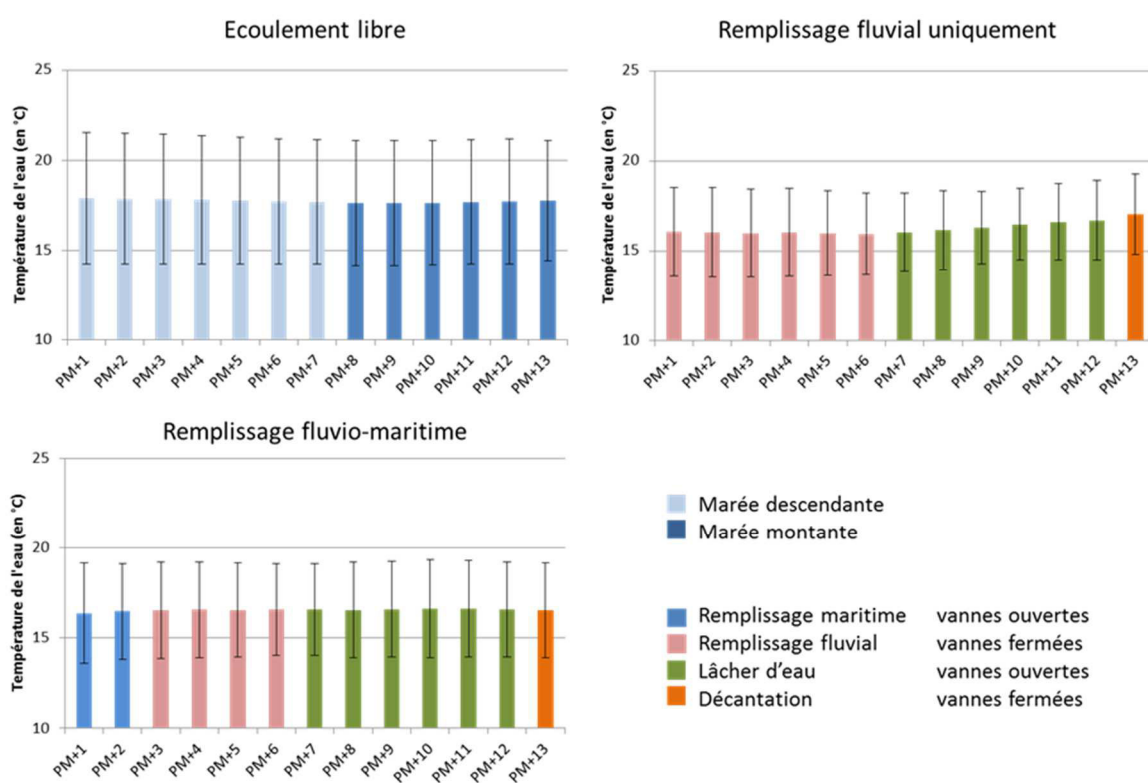 Ecoulement libre
Température de l'eau (en °C)
25
20
15
10
PM+1 PM+2 PM+3 PM+4 PM+5 PM+6 PM+7 PM+8 PM+9 PM+10 PM+11 PM+12 PM+13
Remplissage fluvial uniquement
Température de l'eau (en °C)
25
20
15
10
PM+1 PM+2 PM+3 PM+4 PM+5 PM+6 PM+7 PM+8 PM+9 PM+10 PM+11 PM+12 PM+13
Remplissage fluvio-maritime
Température de l'eau (en °C)
25
20
15
10
PM+1 PM+2 PM+3 PM+4 PM+5 PM+6 PM+7 PM+8 PM+9 PM+10 PM+11 PM+12 PM+13
Marée descendante
Marée montante
Remplissage maritime vannes ouvertes
Remplissage fluvial vannes fermées
Lâcher d'eau vannes ouvertes
Décantation vannes fermées